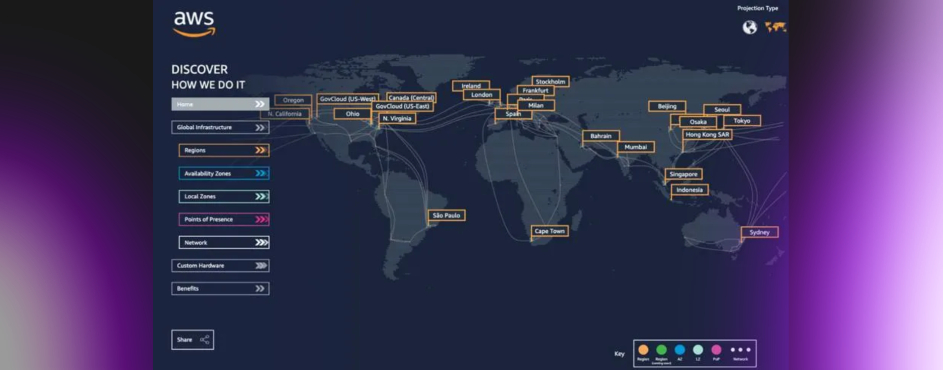 Projection Type
aws
DISCOVER
HOW WE DO IT
Home
Global Infrastructure
Regions
Availability Zones
Local Zones
Points of Presence
Network
Custom Hardware
Benefits
Share
Oregon
GovCloud (US-West)
Canada (Central)
GovCloud (US-East)
N. California
Ohio
N. Virginia
São Paulo
Ireland
London
Stockholm
Frankfurt
Milan
Spain
Cape Town
Bahrain
Mumbai
Beijing
Seoul
Osaka
Tokyo
Hong Kong SAR
Singapore
Indonesia
Sydney
Key
Region
Region
AZ
LZ
PoP
Network